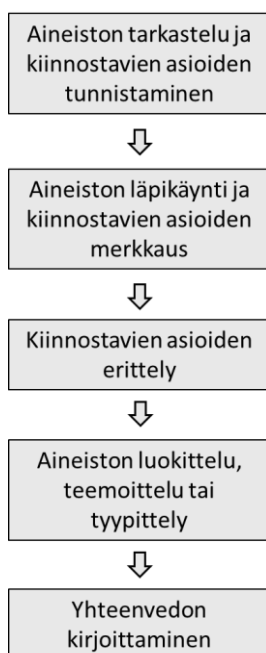 Aineiston tarkastelu ja
kiinnostavien asioiden
tunnistaminen
Aineiston läpikäynti ja
kiinnostavien asioiden
merkkaus
Kiinnostavien asioiden
erittely
Aineiston luokittelu,
teemoittelu tai
tyypittely
Yhteenvedon
kirjoittaminen